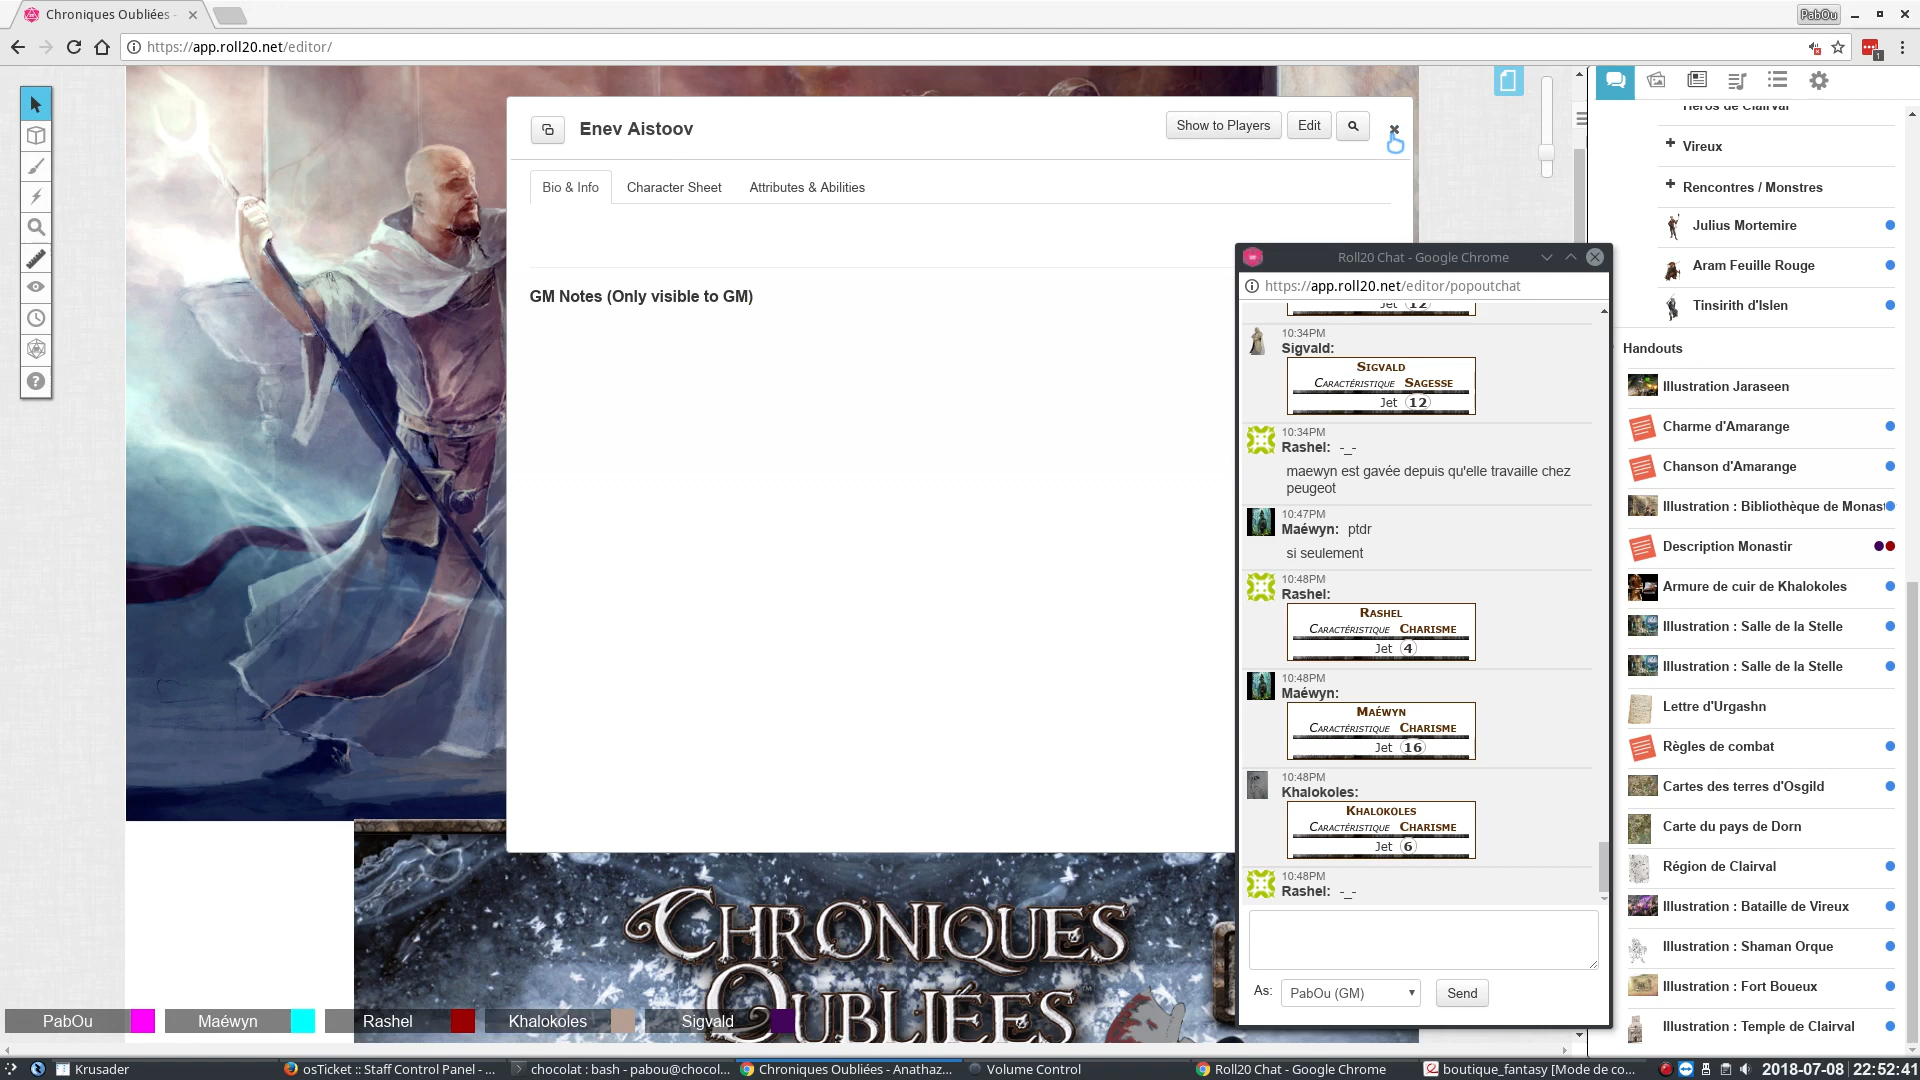 Chroniques Oubliées -
PabOu
https://app.roll20.net/editor/
1
Enev Aistoov
Show to Players
Edit
Bio & Info
Character Sheet
Attributes & Abilities
GM Notes (Only visible to GM)
Roll20 Chat - Google Chrome
https://app.roll20.net/editor/popoutchat
Jet 12
10:34PM
Sigvald:
Sigvald
Caractéristique Sagesse
Jet 12
10:34PM
Rashel: -_-
maewyn est gavée depuis qu'elle travaille chez
peugeot
10:47PM
Maéwyn: ptdr
si seulement
10:48PM
Rashel:
Rashel
Caractéristique Charisme
Jet 4
10:48PM
Maéwyn:
Maéwyn
Caractéristique Charisme
Jet 16
10:48PM
Khalokoles:
Khalokoles
Caractéristique Charisme
Jet 6
10:48PM
Rashel: -_-
As:
PabOu (GM)
Send
Héros de Clairval
Vireux
Rencontres / Monstres
Julius Mortemire
Aram Feuille Rouge
Tinsirith d'Islen
Handouts
Illustration Jaraseen
Charme d'Amarange
Chanson d'Amarange
Illustration : Bibliothèque de Monast
Description Monastir
Armure de cuir de Khalokoles
Illustration : Salle de la Stelle
Illustration : Salle de la Stelle
Lettre d'Urgashn
Règles de combat
Cartes des terres d'Osgild
Carte du pays de Dorn
Région de Clairval
Illustration : Bataille de Vireux
Illustration : Shaman Orque
Illustration : Fort Boueux
Illustration : Temple de Clairval
Chroniques
Oubliées
PabOu
Maéwyn
Rashel
Khalokoles
Sigvald
Krusader
osTicket :: Staff Control Panel - ...
chocolat : bash - pabou@chocol...
Chroniques Oubliées - Anathaz...
Volume Control
Roll20 Chat - Google Chrome
boutique_fantasy [Mode de co...
2018-07-08 22:52:41